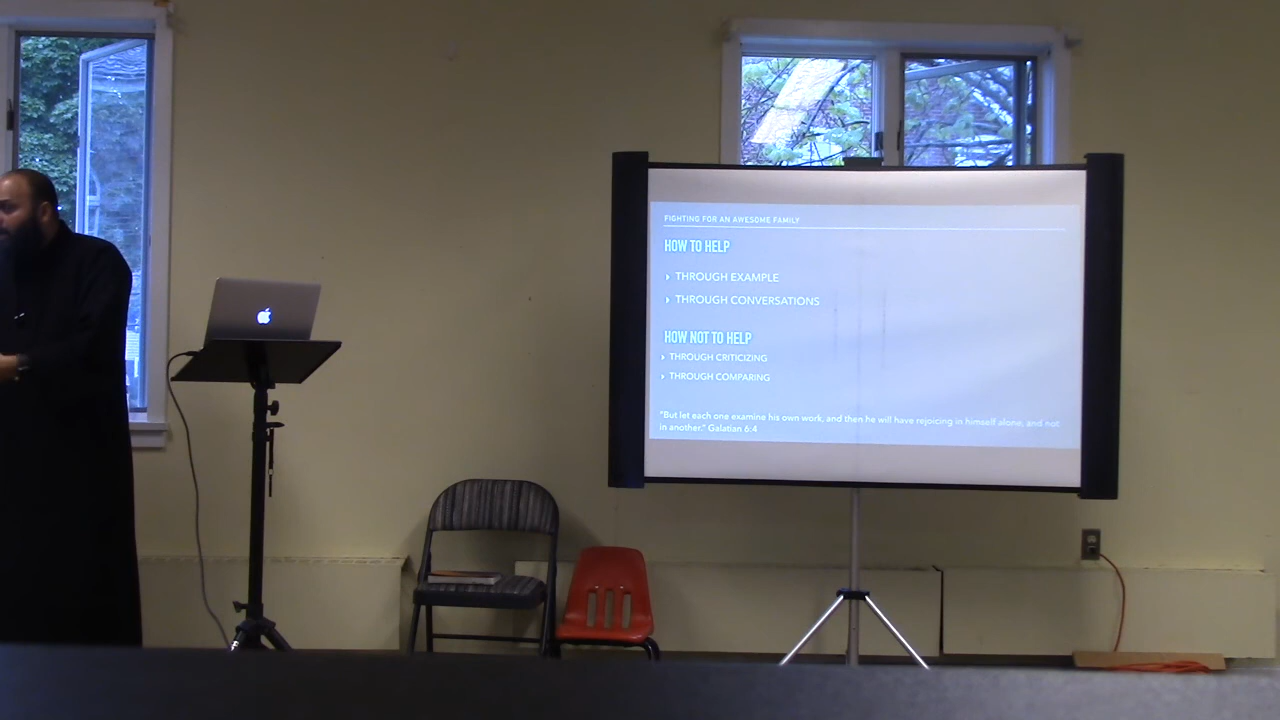 FIGHTING FOR AN AWESOME FAMILY
HOW TO HELP
THROUGH EXAMPLE
THROUGH CONVERSATIONS
HOW NOT TO HELP
THROUGH CRITICIZING
THROUGH COMPARING
"But let each one examine his own work, and then he will have rejoicing in himself alone, and not
in another." Galatian 6:4